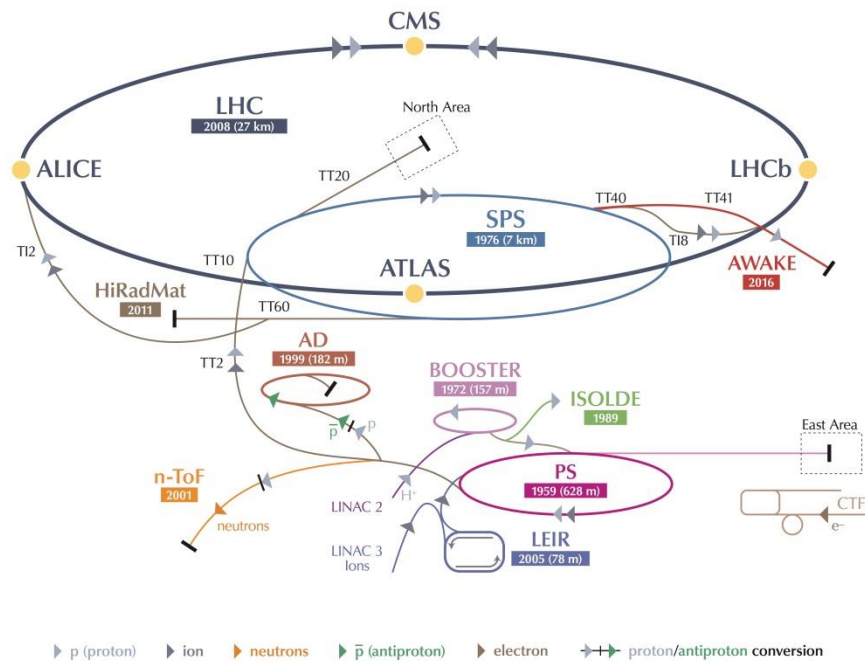 CMS
LHC
2008 (27 km)
North Area
ALICE
TT20
LHCb
TT40
TT41
SPS
1976 (7 km)
TI8
TI2
TT10
ATLAS
AWAKE
2016
HiRadMat
2011
TT60
AD
1999 (182 m)
TT2
BOOSTER
1972 (157 m)
ISOLDE
1989
p
p̅
East Area
n-ToF
2001
PS
1959 (628 m)
LINAC 2
H+
neutrons
CTF
e–
LEIR
2005 (78 m)
LINAC 3
Ions
p (proton)
ion
neutrons
p̅ (antiproton)
electron
proton/antiproton conversion